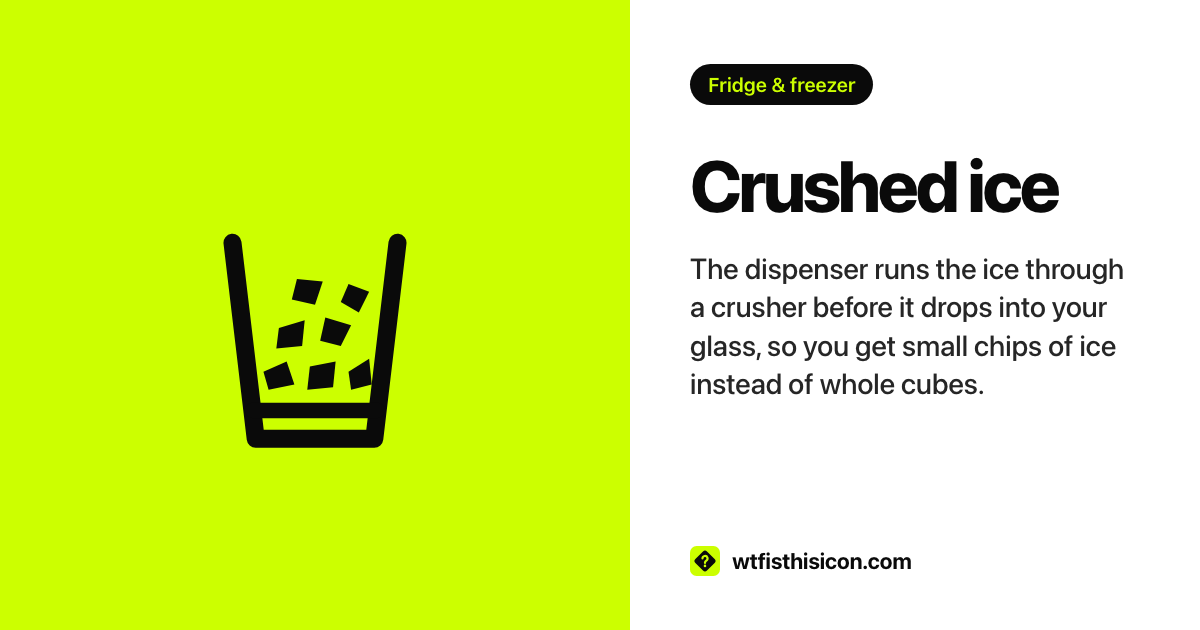 Fridge & freezer
Crushed ice
The dispenser runs the ice through
a crusher before it drops into your
glass, so you get small chips of ice
instead of whole cubes.
?
wtfisthisicon.com